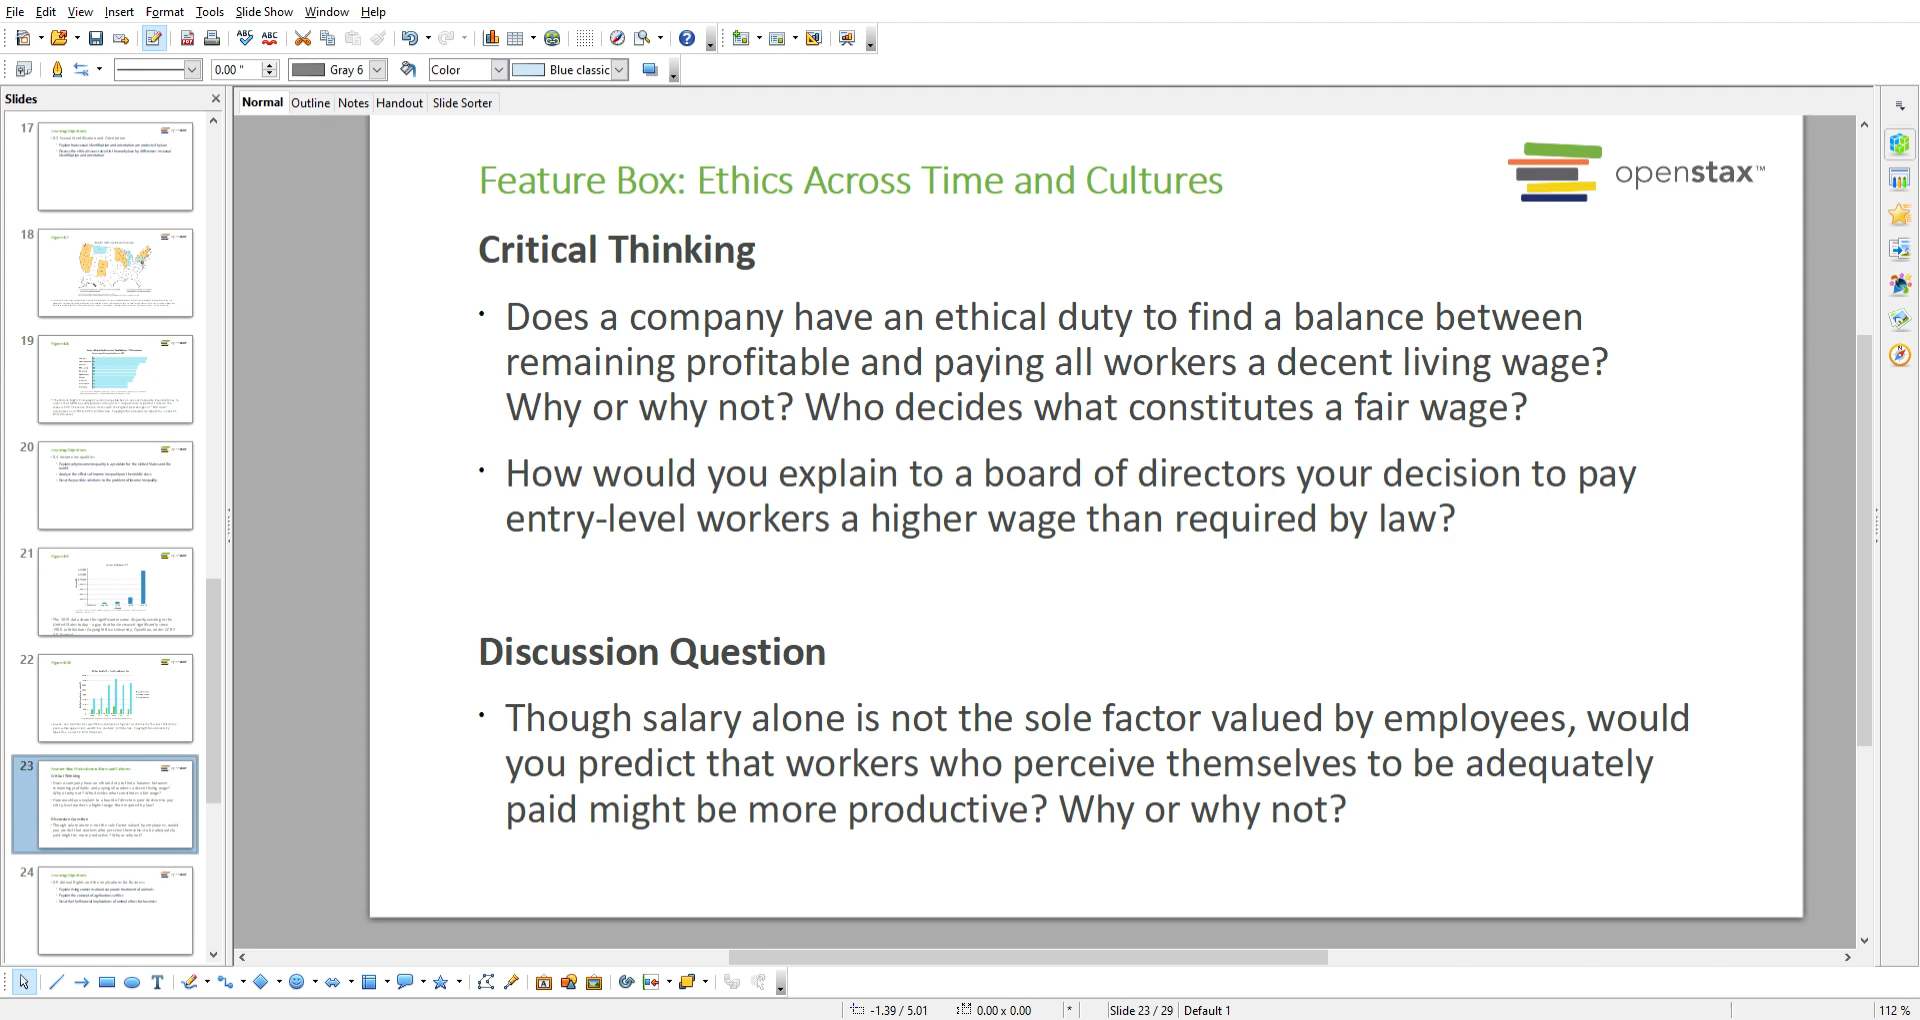 File Edit View Insert Format Tools Slide Show Window Help
0.00 " Gray 6 Color Blue classic
Slides
Normal Outline Notes Handout Slide Sorter
17
18
19
20
21
22
23
24
Feature Box: Ethics Across Time and Cultures
openstax™
Critical Thinking
Does a company have an ethical duty to find a balance between
remaining profitable and paying all workers a decent living wage?
Why or why not? Who decides what constitutes a fair wage?
How would you explain to a board of directors your decision to pay
entry-level workers a higher wage than required by law?
Discussion Question
Though salary alone is not the sole factor valued by employees, would
you predict that workers who perceive themselves to be adequately
paid might be more productive? Why or why not?
-1.39 / 5.01 0.00 x 0.00 * Slide 23 / 29 Default 1 112 %